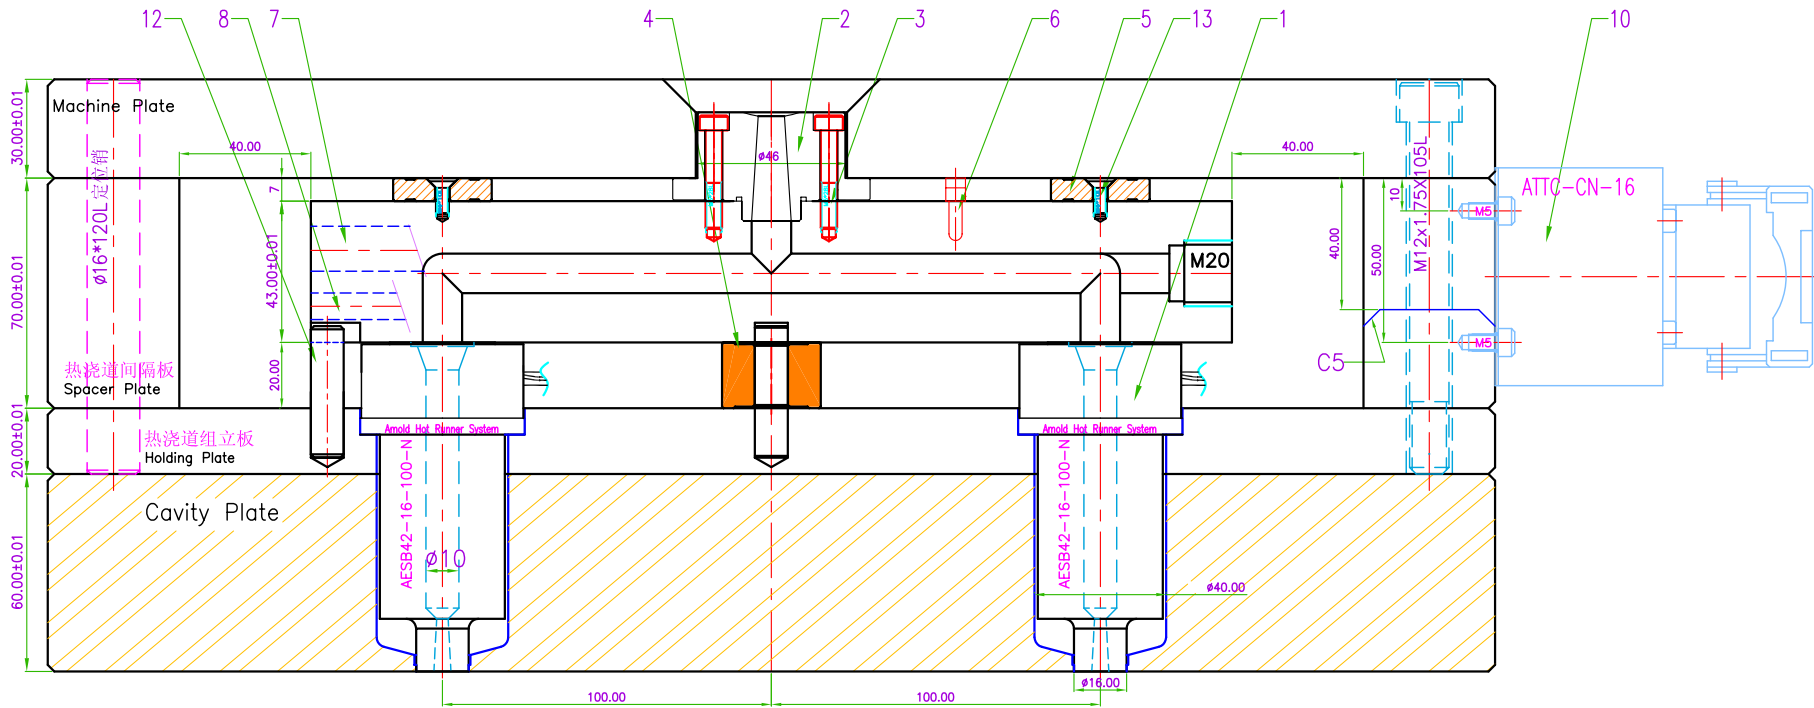 12 8 7 4 2 3 6 5 13 1 10
Machine Plate
30.00±0.01
40.00
ø46
40.00
ø16*120L定位销
M12x1.75X105L
ATTC-CN-16
7
10
M5
43.00±0.01
M20
40.00
50.00
70.00±0.01
M5
C5
20.00
热浇道间隔板
Spacer Plate
20.00±0.01
热浇道组立板
Holding Plate
Arnold Hot Runner System
Arnold Hot Runner System
AESB42-16-100-N
AESB42-16-100-N
Cavity Plate
60.00±0.01
ø10
ø40.00
ø16.00
100.00
100.00